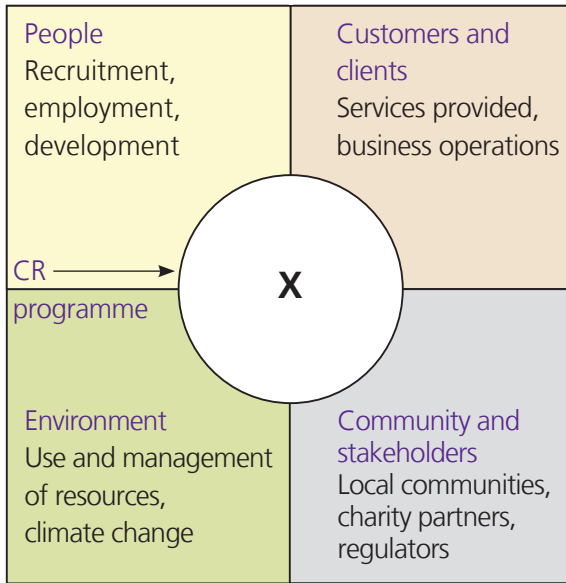 People
Recruitment,
employment,
development
Customers and
clients
Services provided,
business operations
CR
programme
X
Environment
Use and management
of resources,
climate change
Community and
stakeholders
Local communities,
charity partners,
regulators